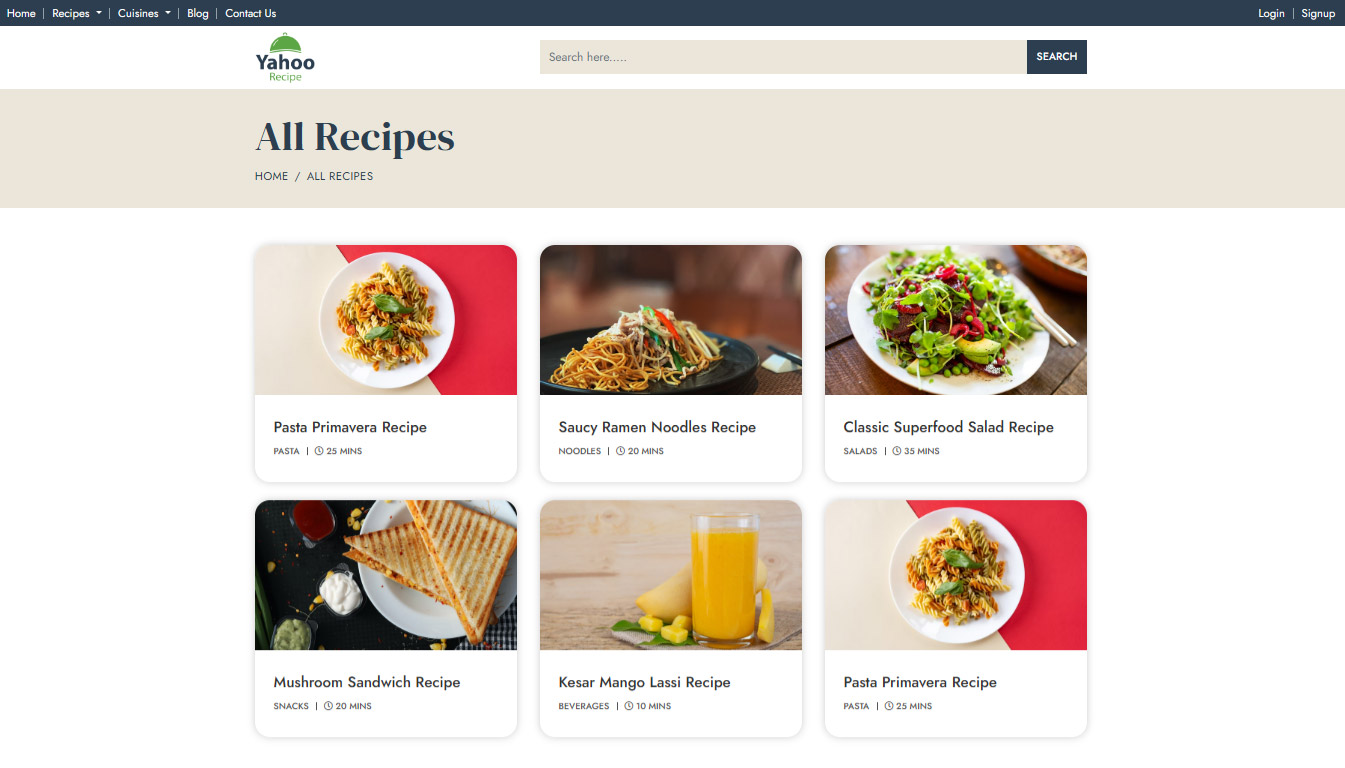 Home | Recipes | Cuisines | Blog | Contact Us Login | Signup
Yahoo
Recipe
Search here..... SEARCH
All Recipes
HOME / ALL RECIPES
Pasta Primavera Recipe
PASTA | 25 MINS
Saucy Ramen Noodles Recipe
NOODLES | 20 MINS
Classic Superfood Salad Recipe
SALADS | 35 MINS
Mushroom Sandwich Recipe
SNACKS | 20 MINS
Kesar Mango Lassi Recipe
BEVERAGES | 10 MINS
Pasta Primavera Recipe
PASTA | 25 MINS